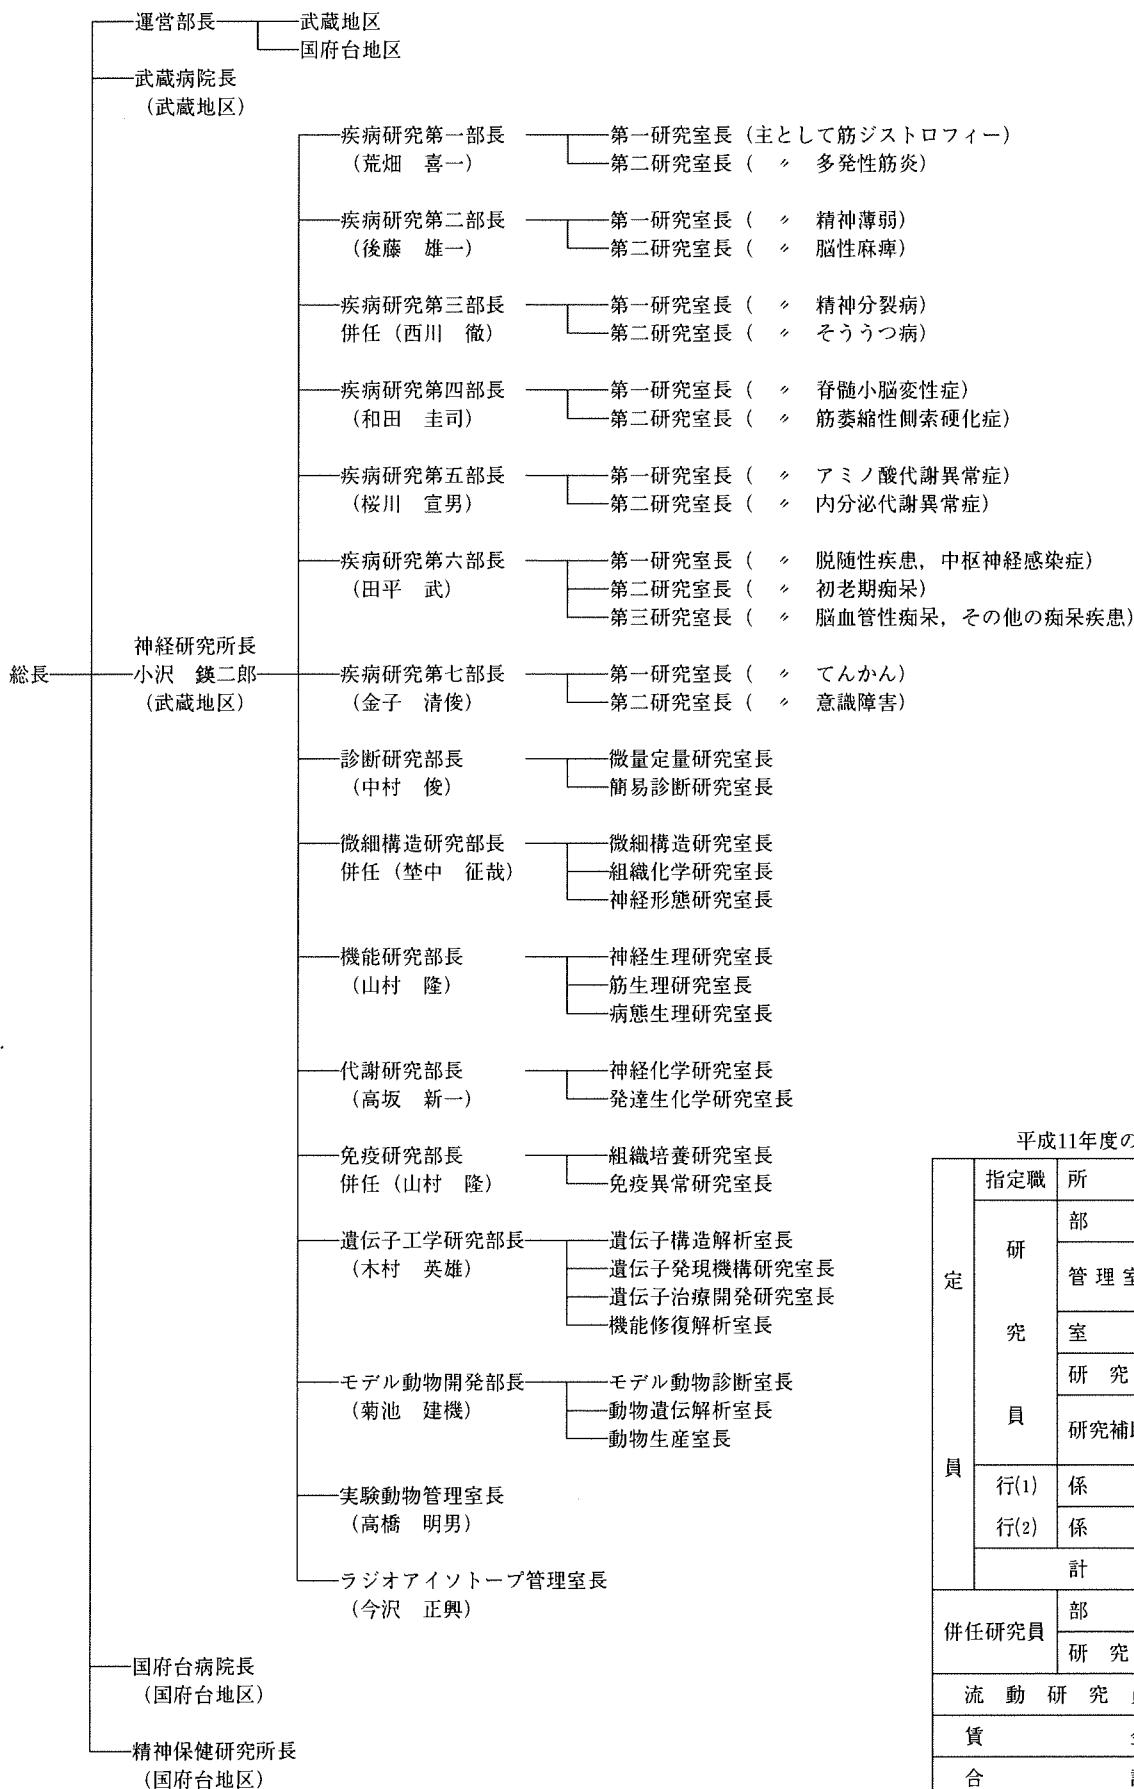 運営部長 武蔵地区
国府台地区
武蔵病院長
（武蔵地区）
疾病研究第一部長 第一研究室長（主として筋ジストロフィー）
（荒畑 喜一） 第二研究室長（ 〃 多発性筋炎）
疾病研究第二部長 第一研究室長（ 〃 精神薄弱）
（後藤 雄一） 第二研究室長（ 〃 脳性麻痺）
疾病研究第三部長 第一研究室長（ 〃 精神分裂病）
併任（西川 徹） 第二研究室長（ 〃 そううつ病）
疾病研究第四部長 第一研究室長（ 〃 脊髄小脳変性症）
（和田 圭司） 第二研究室長（ 〃 筋萎縮性側索硬化症）
疾病研究第五部長 第一研究室長（ 〃 アミノ酸代謝異常症）
（桜川 宣男） 第二研究室長（ 〃 内分泌代謝異常症）
疾病研究第六部長 第一研究室長（ 〃 脱随性疾患，中枢神経感染症）
（田平 武） 第二研究室長（ 〃 初老期痴呆）
第三研究室長（ 〃 脳血管性痴呆，その他の痴呆疾患）
神経研究所長
総長 小沢 鍈二郎 疾病研究第七部長 第一研究室長（ 〃 てんかん）
（武蔵地区） （金子 清俊） 第二研究室長（ 〃 意識障害）
診断研究部長 微量定量研究室長
（中村 俊） 簡易診断研究室長
微細構造研究部長 微細構造研究室長
併任（埜中 征哉） 組織化学研究室長
神経形態研究室長
機能研究部長 神経生理研究室長
（山村 隆） 筋生理研究室長
病態生理研究室長
代謝研究部長 神経化学研究室長
（高坂 新一） 発達生化学研究室長
免疫研究部長 組織培養研究室長
併任（山村 隆） 免疫異常研究室長
遺伝子工学研究部長 遺伝子構造解析室長
（木村 英雄） 遺伝子発現機構研究室長
遺伝子治療開発研究室長
機能修復解析室長
モデル動物開発部長 モデル動物診断室長
（菊池 建機） 動物遺伝解析室長
動物生産室長
実験動物管理室長
（高橋 明男）
ラジオアイソトープ管理室長
（今沢 正興）
国府台病院長
（国府台地区）
精神保健研究所長
（国府台地区）
平成11年度の
定員 指定職 所
研究員 部
管理室
室
研 究
研究補
行(1) 係
行(2) 係
計
併任研究員 部
研 究
流 動 研 究
賃
合